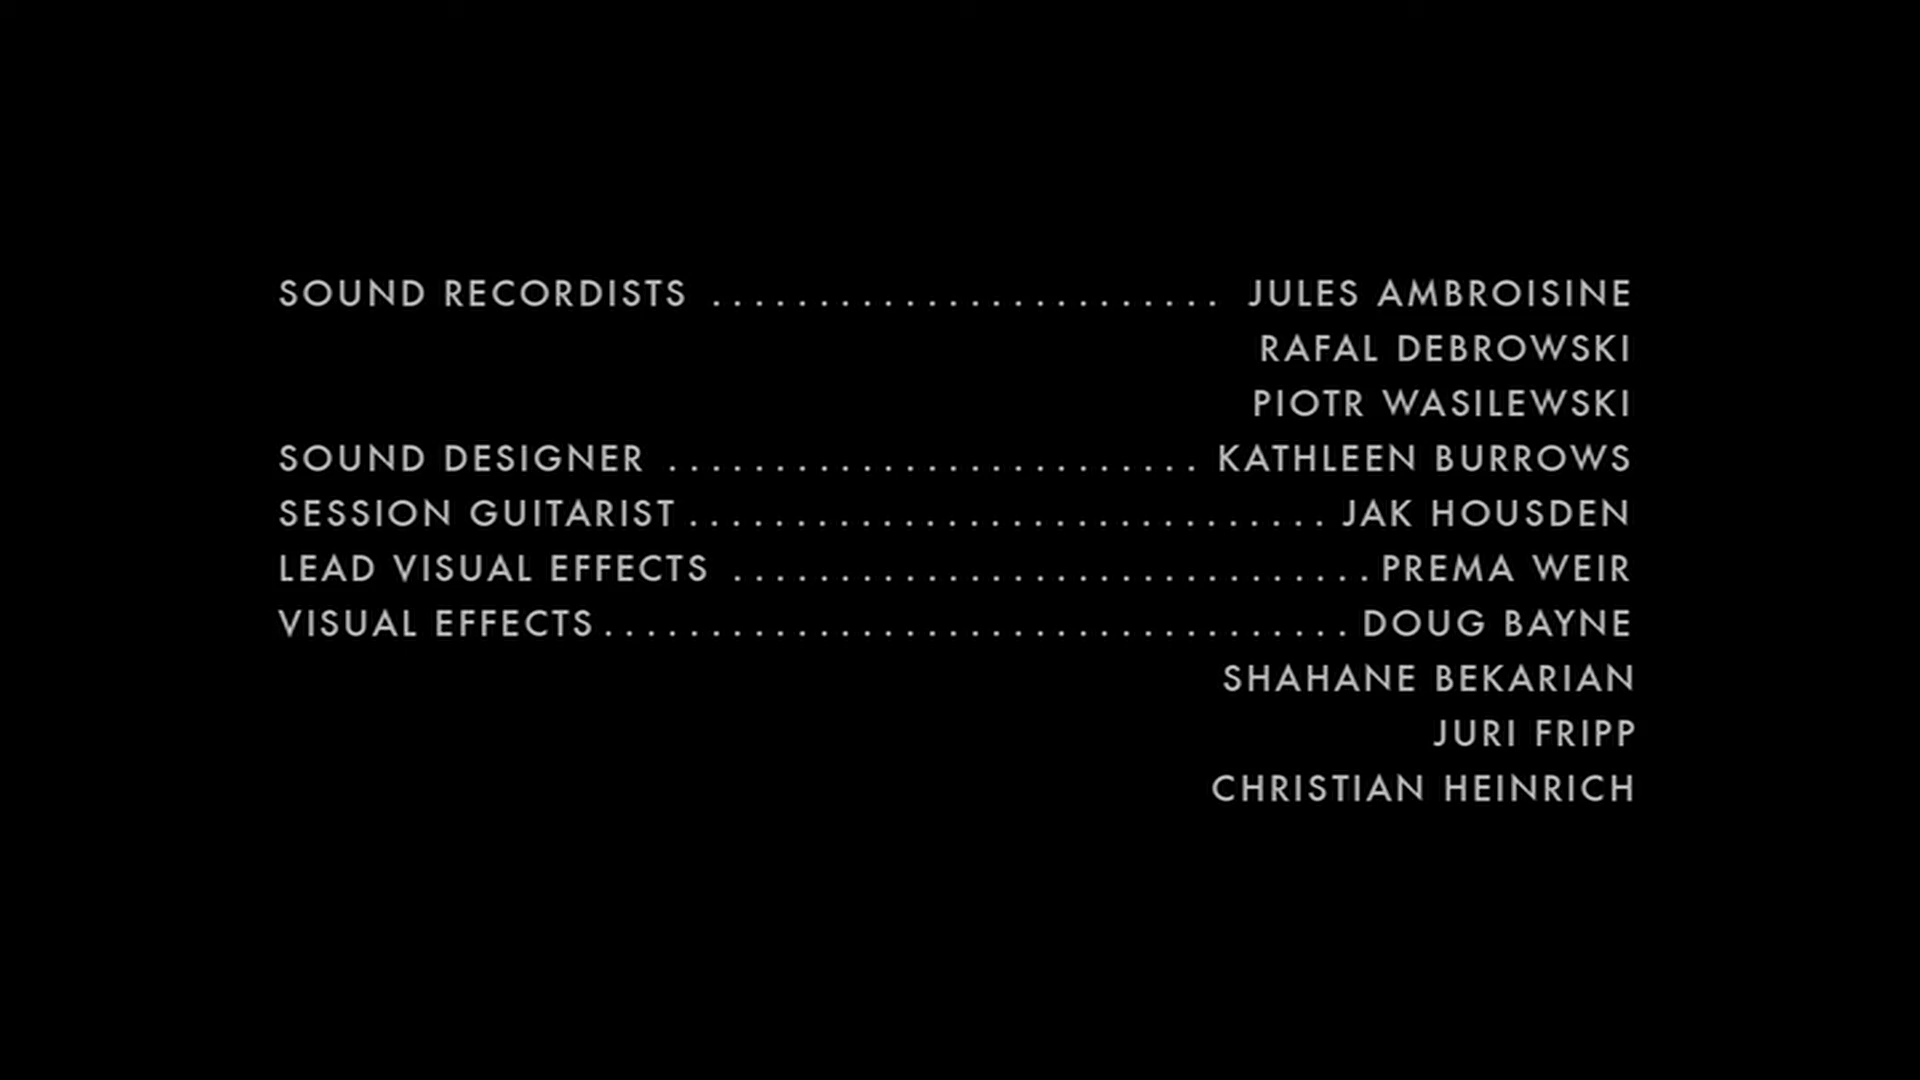 SOUND RECORDISTS ........................ JULES AMBROISINE
RAFAL DEBROWSKI
PIOTR WASILEWSKI
SOUND DESIGNER ......................... KATHLEEN BURROWS
SESSION GUITARIST .............................. JAK HOUSDEN
LEAD VISUAL EFFECTS .............................. PREMA WEIR
VISUAL EFFECTS ................................... DOUG BAYNE
SHAHANE BEKARIAN
JURI FRIPP
CHRISTIAN HEINRICH